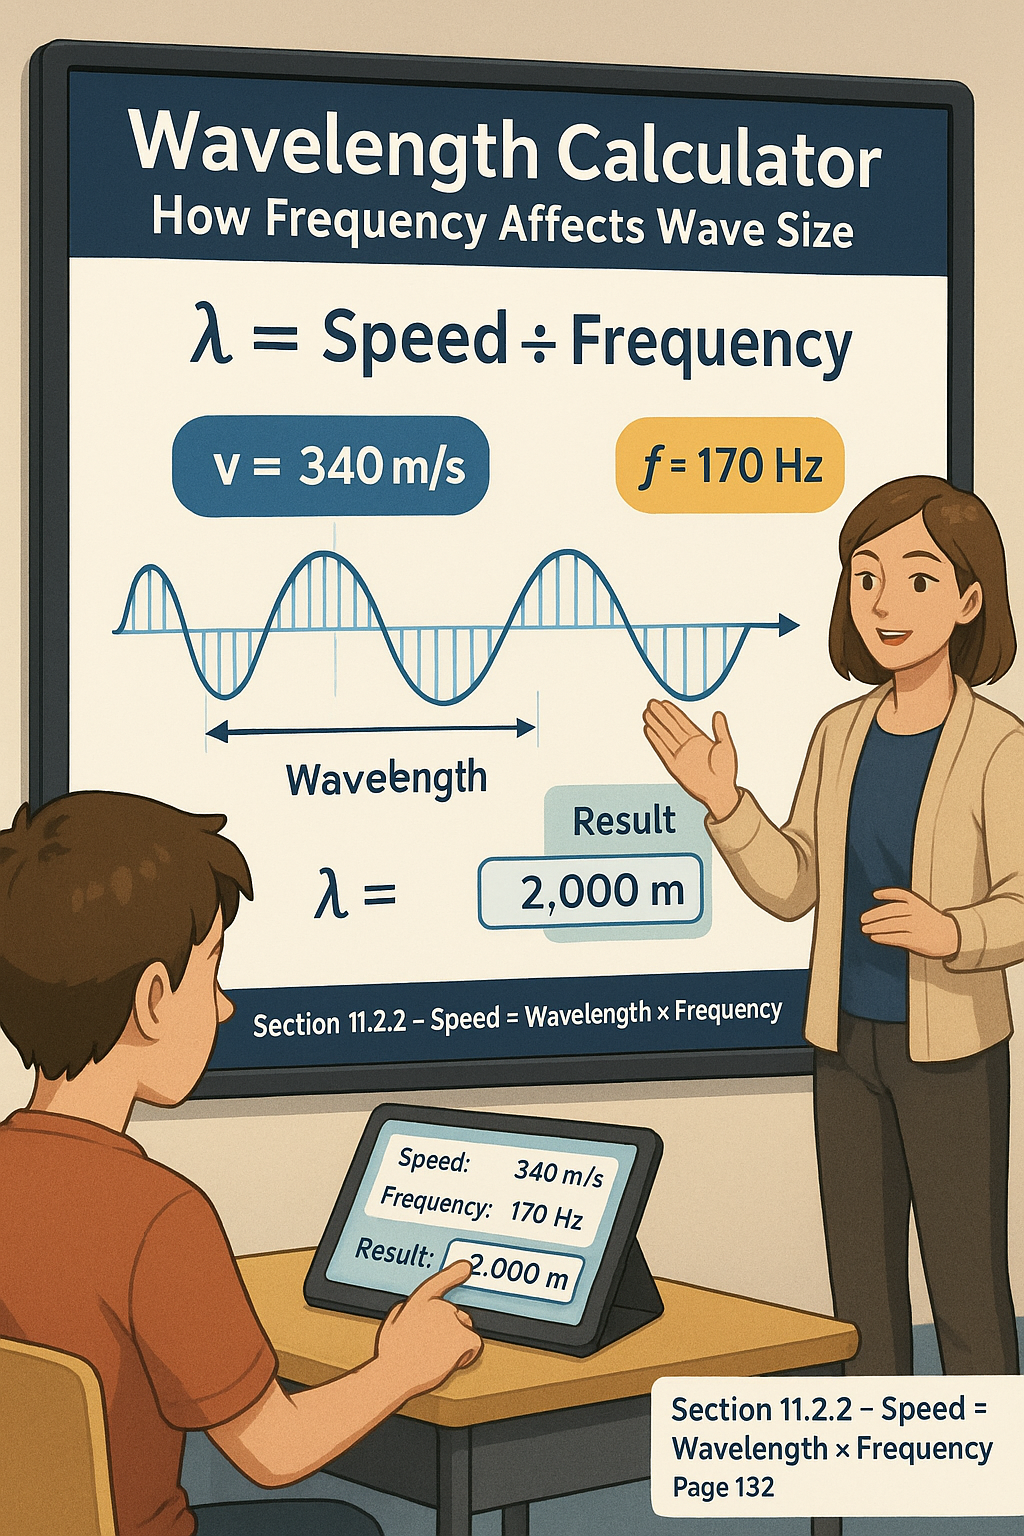 Wavelength Calculator
How Frequency Affects Wave Size
λ = Speed ÷ Frequency
v = 340 m/s
f = 170 Hz
Wavelength
Result
λ = 2,000 m
Section 11.2.2 – Speed = Wavelength × Frequency
Speed: 340 m/s
Frequency: 170 Hz
Result: 2.000 m
Section 11.2.2 – Speed =
Wavelength × Frequency
Page 132